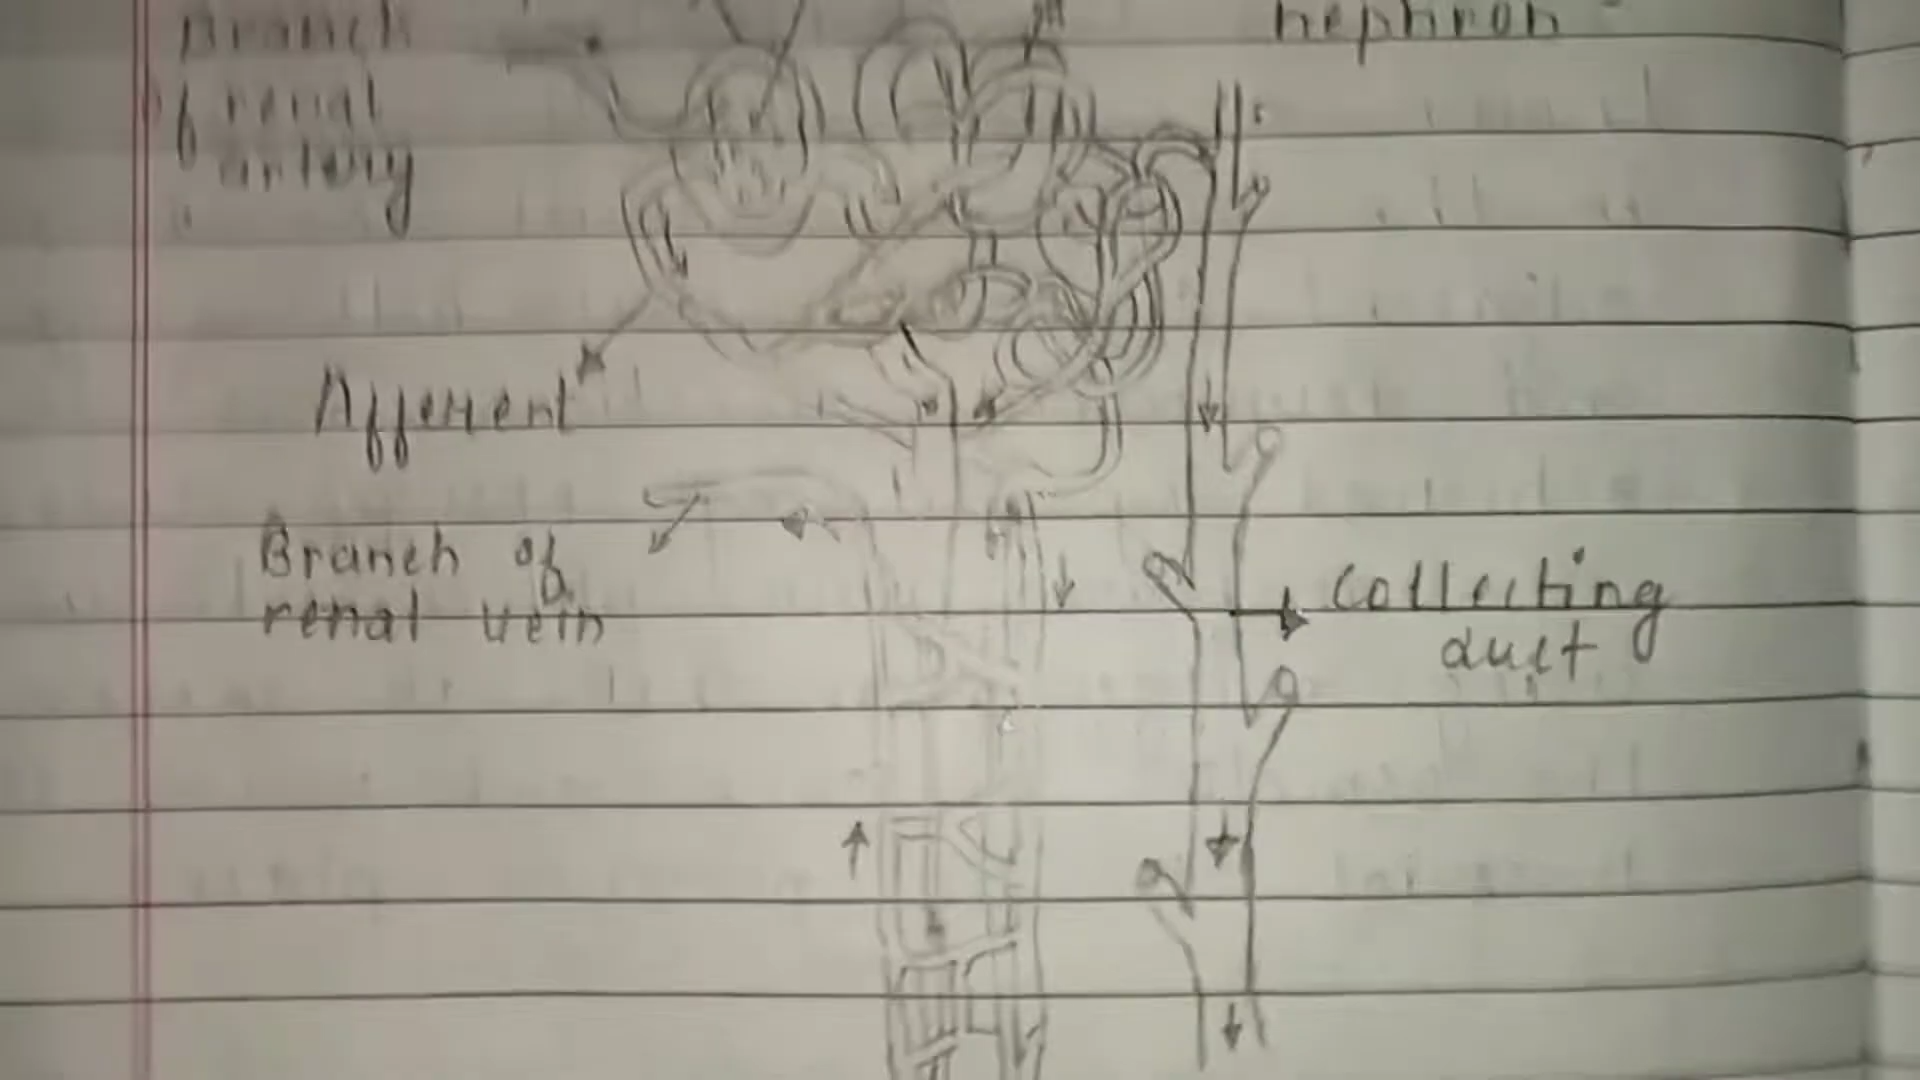 Branch
of renal
artery
nephron
Afferent
Branch of
renal vein
Collecting
duct